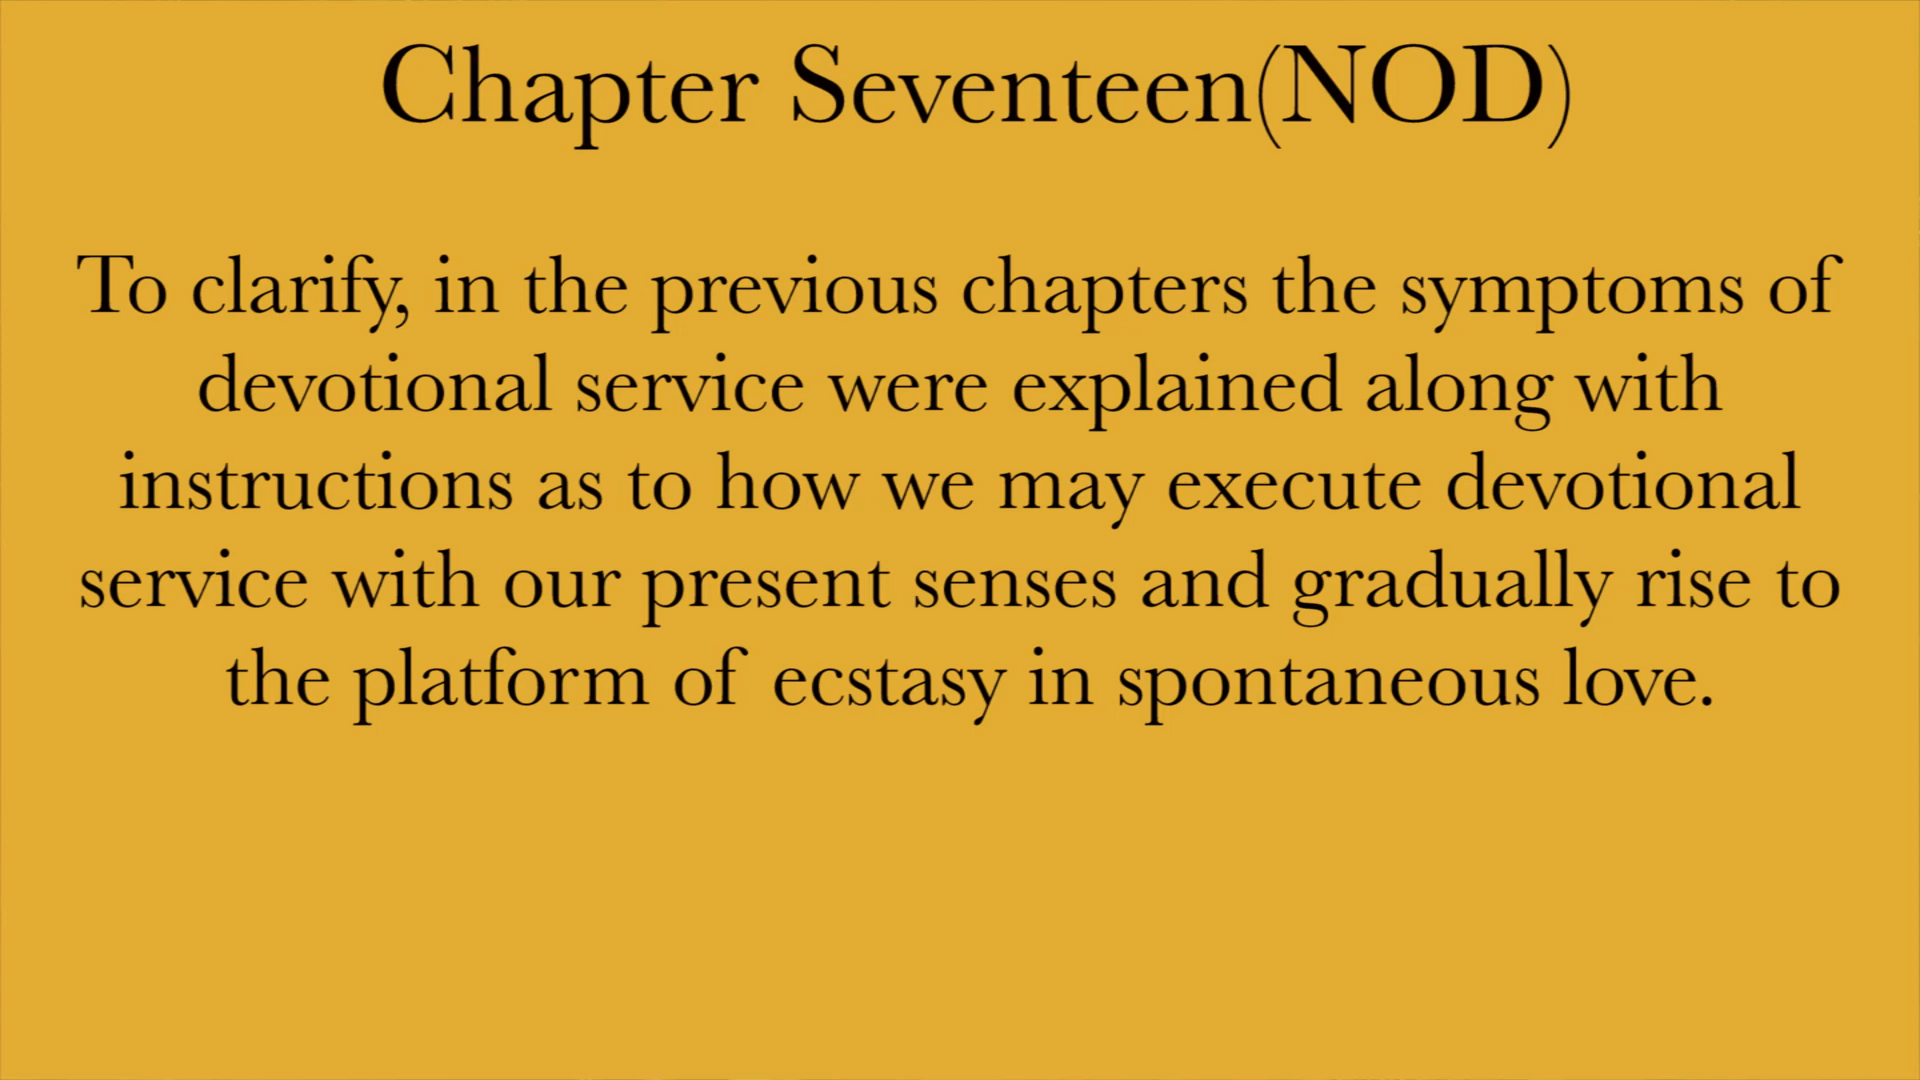 Chapter Seventeen(NOD)
To clarify, in the previous chapters the symptoms of
devotional service were explained along with
instructions as to how we may execute devotional
service with our present senses and gradually rise to
the platform of ecstasy in spontaneous love.